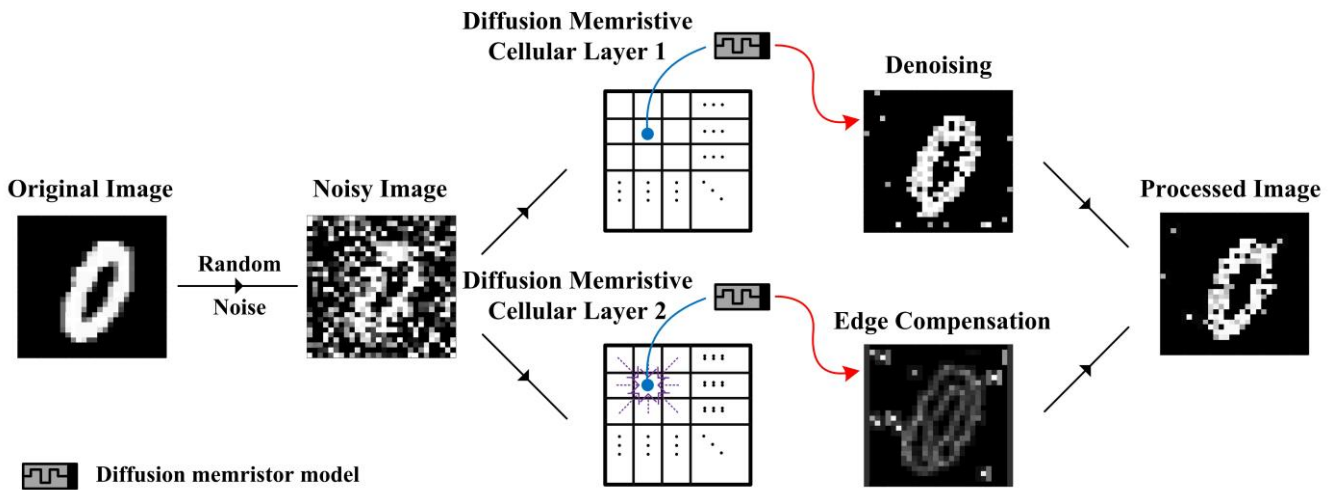 Diffusion Memristive
Cellular Layer 1
Denoising
Original Image
Noisy Image
Processed Image
Random
Noise
Diffusion Memristive
Cellular Layer 2
Edge Compensation
Diffusion memristor model